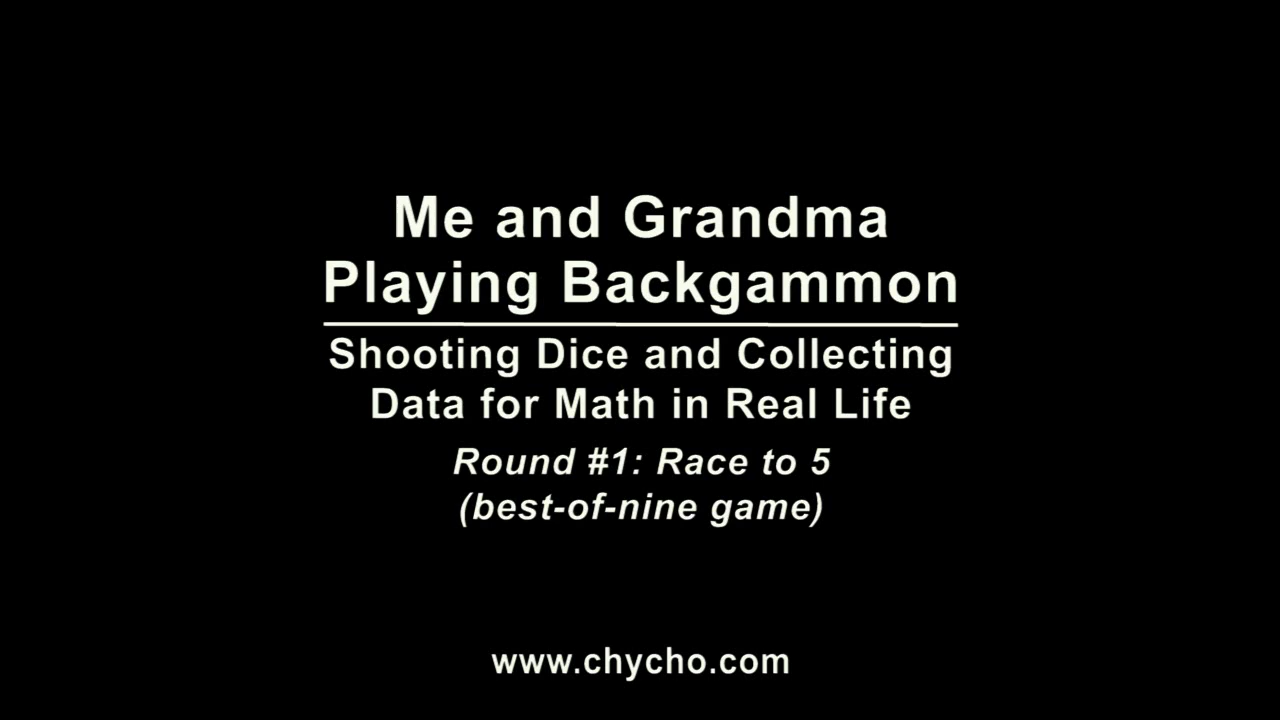 Me and Grandma
Playing Backgammon
Shooting Dice and Collecting
Data for Math in Real Life
Round #1: Race to 5
(best-of-nine game)
www.chycho.com